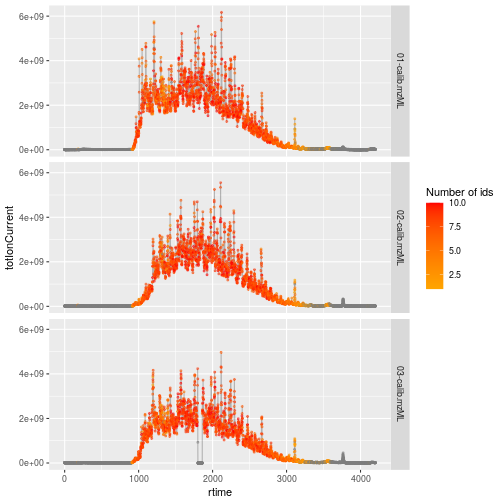 6e+09
4e+09
2e+09
0e+00
01-calib.mzML
6e+09
4e+09
2e+09
0e+00
02-calib.mzML
6e+09
4e+09
2e+09
0e+00
03-calib.mzML
totIonCurrent
0
1000
2000
3000
4000
rtime
Number of ids
10.0
7.5
5.0
2.5